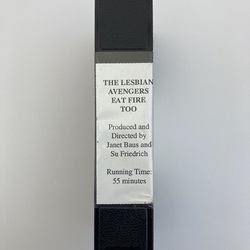 THE LESBIAN
AVENGERS
EAT FIRE
TOO
Produced and
Directed by
Janet Baus and
Su Friedrich
Running Time:
55 minutes